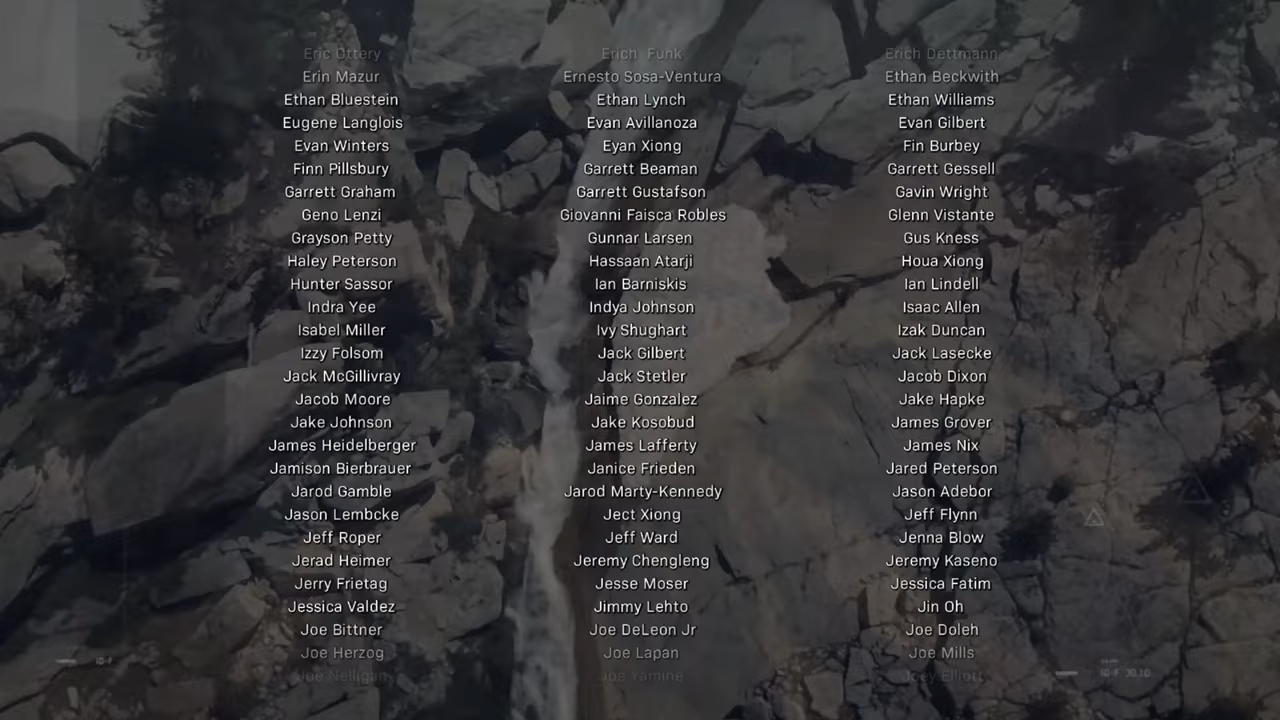 Eric Ottery Erich Funk Erich Dettmann
Erin Mazur Ernesto Sosa-Ventura Ethan Beckwith
Ethan Bluestein Ethan Lynch Ethan Williams
Eugene Langlois Evan Avillanoza Evan Gilbert
Evan Winters Eyan Xiong Fin Burbey
Finn Pillsbury Garrett Beaman Garrett Gessell
Garrett Graham Garrett Gustafson Gavin Wright
Geno Lenzi Giovanni Faisca Robles Glenn Vistante
Grayson Petty Gunnar Larsen Gus Kness
Haley Peterson Hassaan Atarji Houa Xiong
Hunter Sassor Ian Barniskis Ian Lindell
Indra Yee Indya Johnson Isaac Allen
Isabel Miller Ivy Shughart Izak Duncan
Izzy Folsom Jack Gilbert Jack Lasecke
Jack McGillivray Jack Stetler Jacob Dixon
Jacob Moore Jaime Gonzalez Jake Hapke
Jake Johnson Jake Kosobud James Grover
James Heidelberger James Lafferty James Nix
Jamison Bierbrauer Janice Frieden Jared Peterson
Jarod Gamble Jarod Marty-Kennedy Jason Adebor
Jason Lembcke Ject Xiong Jeff Flynn
Jeff Roper Jeff Ward Jenna Blow
Jerad Heimer Jeremy Chengleng Jeremy Kaseno
Jerry Frietag Jesse Moser Jessica Fatim
Jessica Valdez Jimmy Lehto Jin Oh
Joe Bittner Joe DeLeon Jr Joe Doleh
Joe Herzog Joe Lapan Joe Mills
Joe Nelligan Joe Yamine Joey Elliott